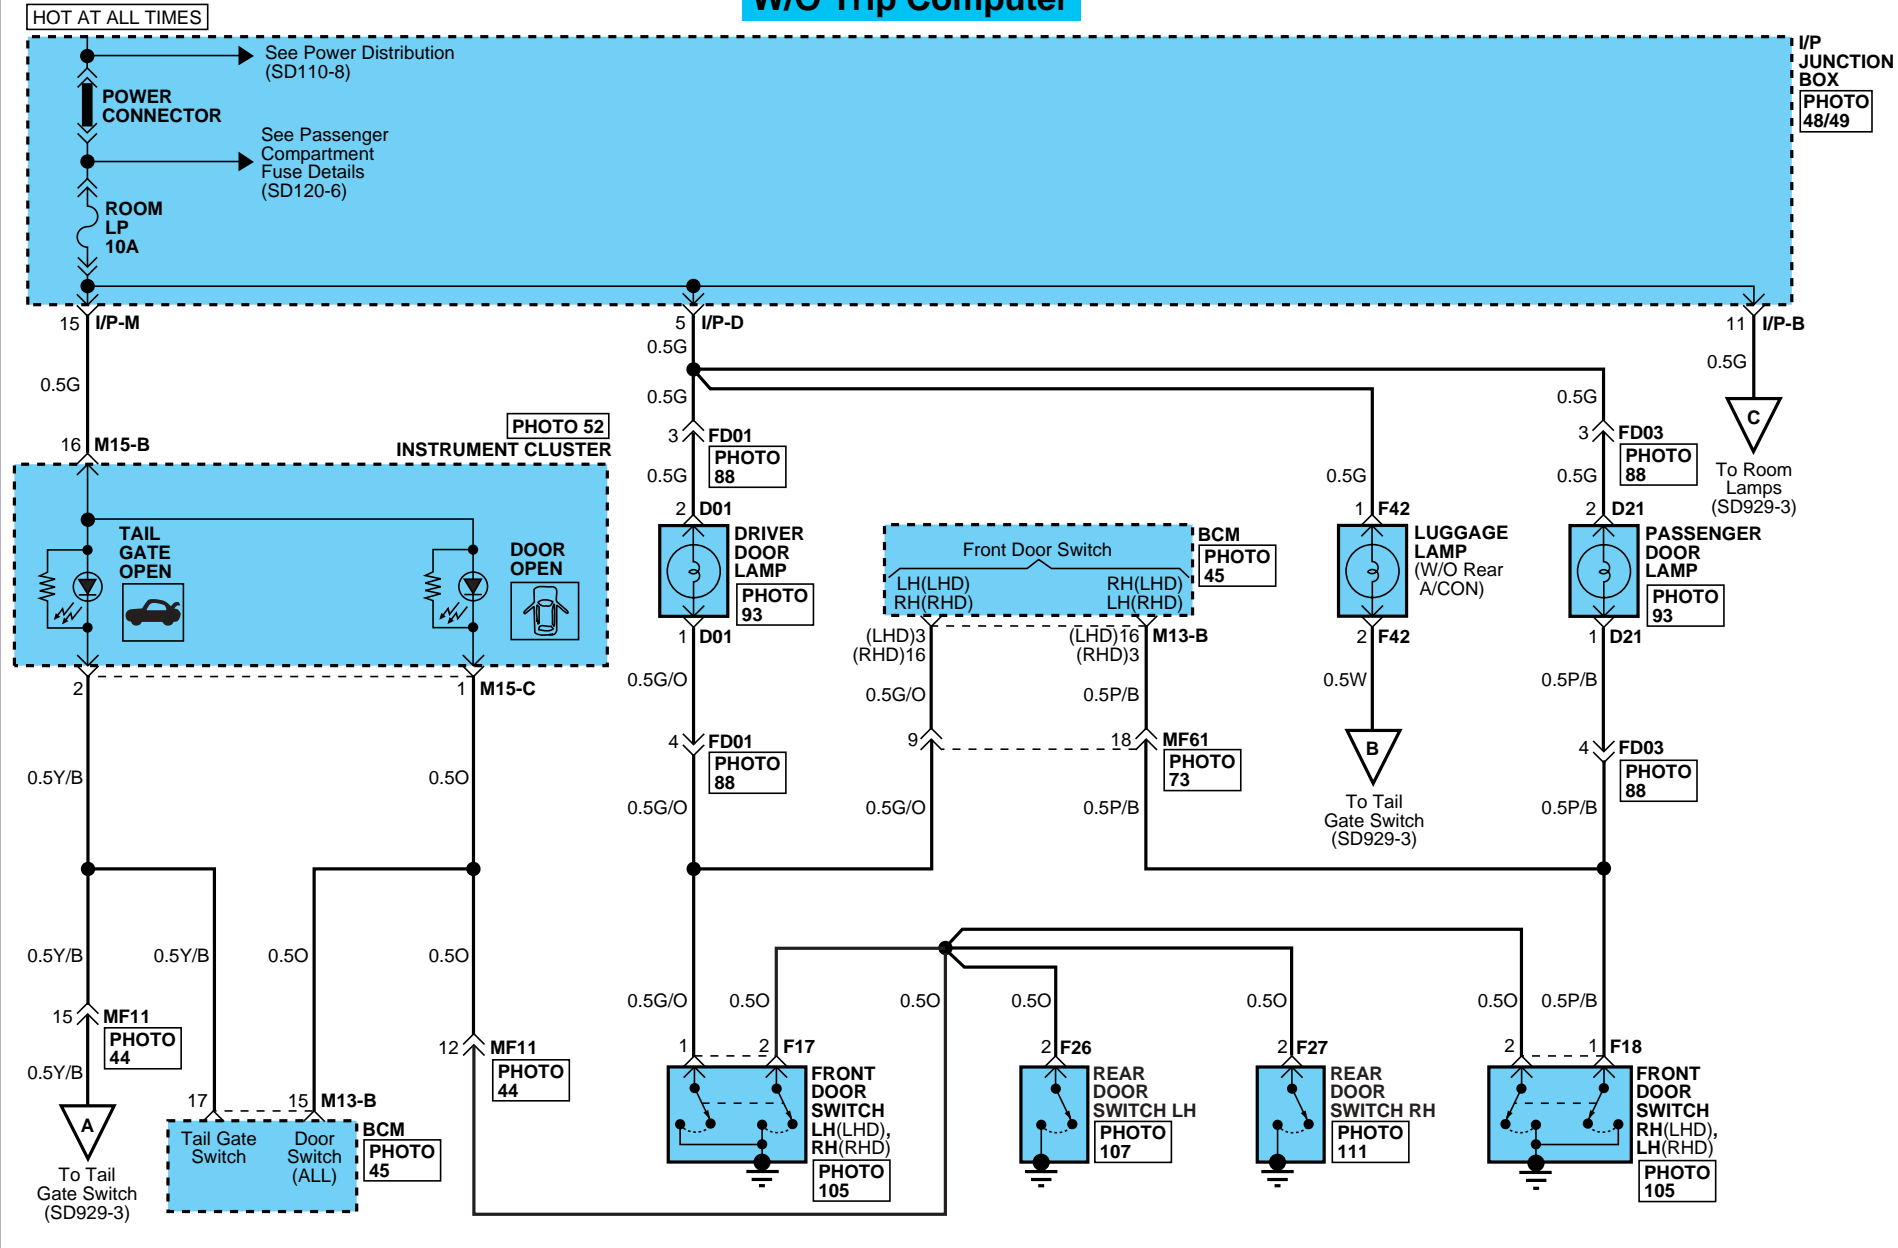 W/O Trip Computer
HOT AT ALL TIMES
See Power Distribution
(SD110-8)
POWER
CONNECTOR
See Passenger
Compartment
Fuse Details
(SD120-6)
ROOM
LP
10A
I/P
JUNCTION
BOX
PHOTO
48/49
15 I/P-M
5 I/P-D
11 I/P-B
0.5G
0.5G
0.5G
0.5G
0.5G
C
To Room
Lamps
(SD929-3)
PHOTO 52
INSTRUMENT CLUSTER
16 M15-B
TAIL
GATE
OPEN
DOOR
OPEN
2
1 M15-C
3 FD01
PHOTO
88
0.5G
2 D01
DRIVER
DOOR
LAMP
PHOTO
93
1 D01
0.5G/O
4 FD01
PHOTO
88
0.5G/O
Front Door Switch
LH(LHD)
RH(RHD)
RH(LHD)
LH(RHD)
BCM
PHOTO
45
(LHD)3
(RHD)16
(LHD)16
(RHD)3
M13-B
0.5G/O
0.5P/B
9
18 MF61
PHOTO
73
0.5G/O
0.5P/B
0.5G
1 F42
LUGGAGE
LAMP
(W/O Rear
A/CON)
2 F42
0.5W
B
To Tail
Gate Switch
(SD929-3)
3 FD03
PHOTO
88
0.5G
2 D21
PASSENGER
DOOR
LAMP
PHOTO
93
1 D21
0.5P/B
4 FD03
PHOTO
88
0.5P/B
0.5Y/B
0.5O
0.5Y/B
0.5Y/B
0.5O
0.5O
15 MF11
PHOTO
44
0.5Y/B
A
To Tail
Gate Switch
(SD929-3)
17
15 M13-B
Tail Gate
Switch
Door
Switch
(ALL)
BCM
PHOTO
45
12 MF11
PHOTO
44
0.5G/O
0.5O
0.5O
0.5O
0.5O
0.5O
0.5P/B
1
2 F17
FRONT
DOOR
SWITCH
LH(LHD),
RH(RHD)
PHOTO
105
2 F26
REAR
DOOR
SWITCH LH
PHOTO
107
2 F27
REAR
DOOR
SWITCH RH
PHOTO
111
2
1 F18
FRONT
DOOR
SWITCH
RH(LHD),
LH(RHD)
PHOTO
105